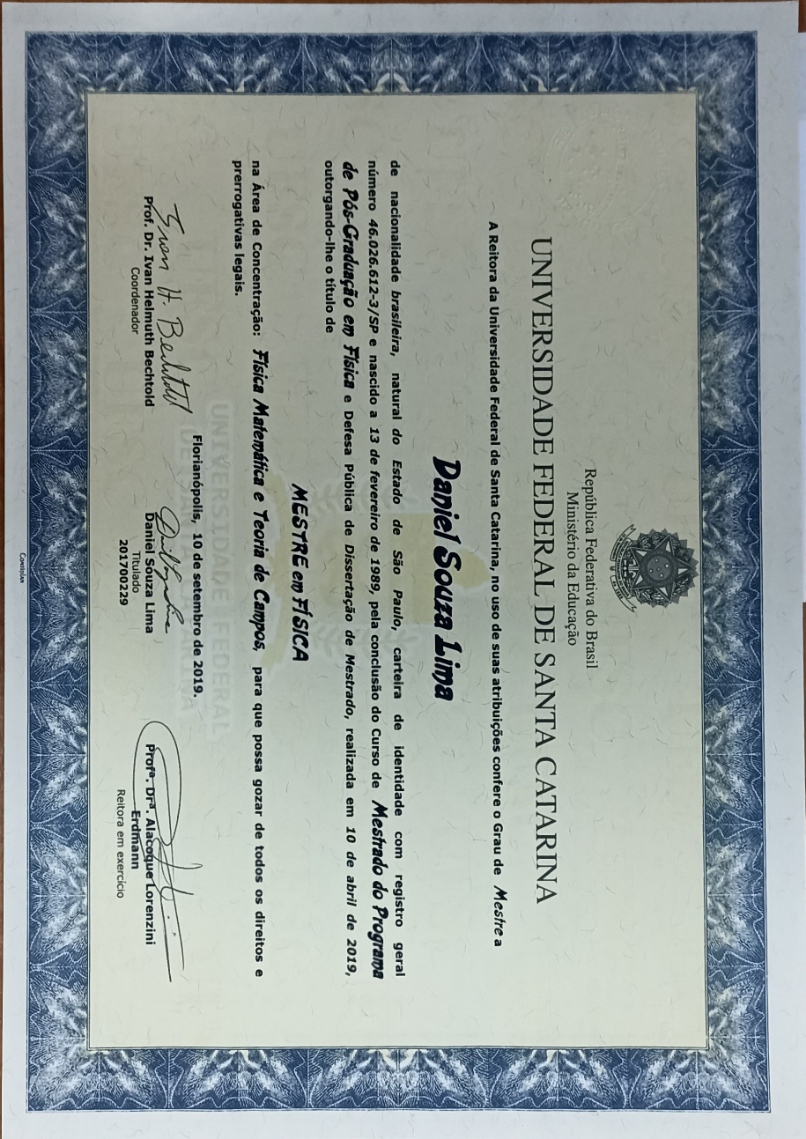 República Federativa do Brasil
Ministério da Educação
UNIVERSIDADE FEDERAL DE SANTA CATARINA
A Reitora da Universidade Federal de Santa Catarina, no uso de suas atribuições confere o Grau de Mestre a
Daniel Souza Lima
de nacionalidade brasileira, natural do Estado de São Paulo, carteira de identidade com registro geral
número 46.026.612-3/SP e nascido a 13 de fevereiro de 1989, pela conclusão do Curso de Mestrado do Programa
de Pós-Graduação em Física e Defesa Pública de Dissertação de Mestrado, realizada em 10 de abril de 2019,
outorgando-lhe o título de
MESTRE em FÍSICA
na Área de Concentração: Física Matemática e Teoria de Campos, para que possa gozar de todos os direitos e
prerrogativas legais.
Florianópolis, 10 de setembro de 2019.
Ivan H. Bechtold
Prof. Dr. Ivan Helmuth Bechtold
Coordenador
Daniel Souza Lima
Titulado
201700229
Profª. Drª. Alacoque Lorenzini
Erdmann
Reitora em exercício
UNIVERSIDADE FEDERAL